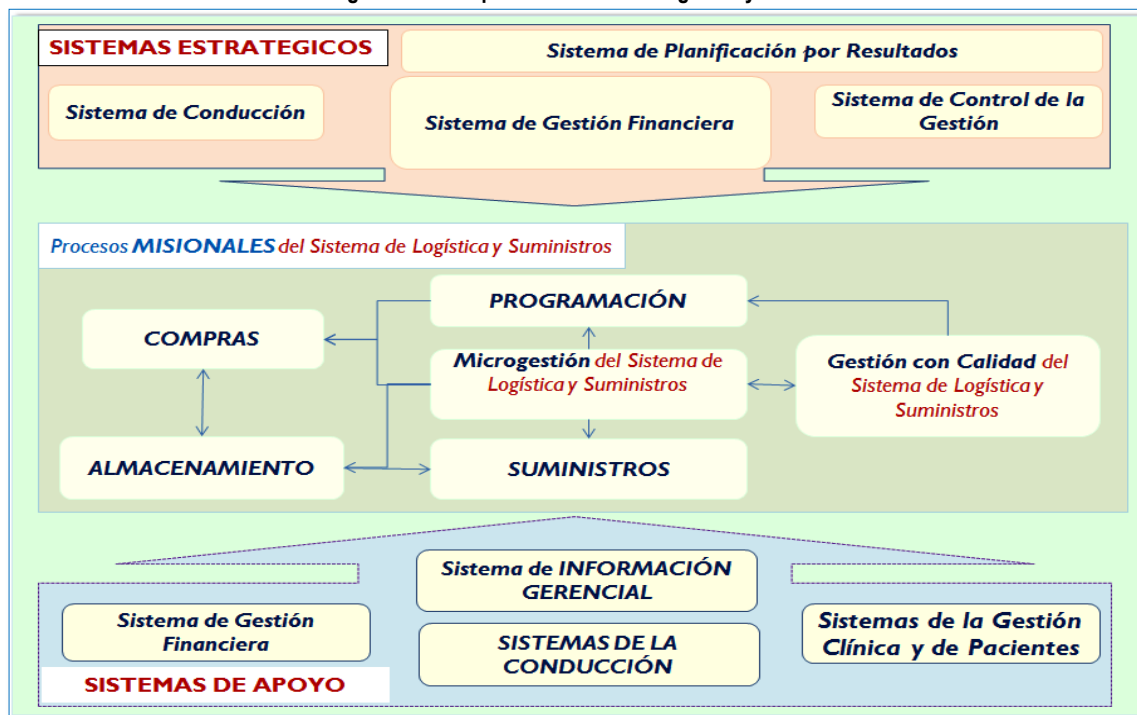 SISTEMAS ESTRATEGICOS
Sistema de Planificación por Resultados
Sistema de Conducción
Sistema de Gestión Financiera
Sistema de Control de la
Gestión
Procesos MISIONALES del Sistema de Logística y Suministros
PROGRAMACIÓN
COMPRAS
Microgestión del Sistema de
Logística y Suministros
Gestión con Calidad del
Sistema de Logística y
Suministros
ALMACENAMIENTO
SUMINISTROS
Sistema de INFORMACIÓN
GERENCIAL
Sistema de Gestión
Financiera
SISTEMAS DE LA
CONDUCCIÓN
Sistemas de la Gestión
Clínica y de Pacientes
SISTEMAS DE APOYO